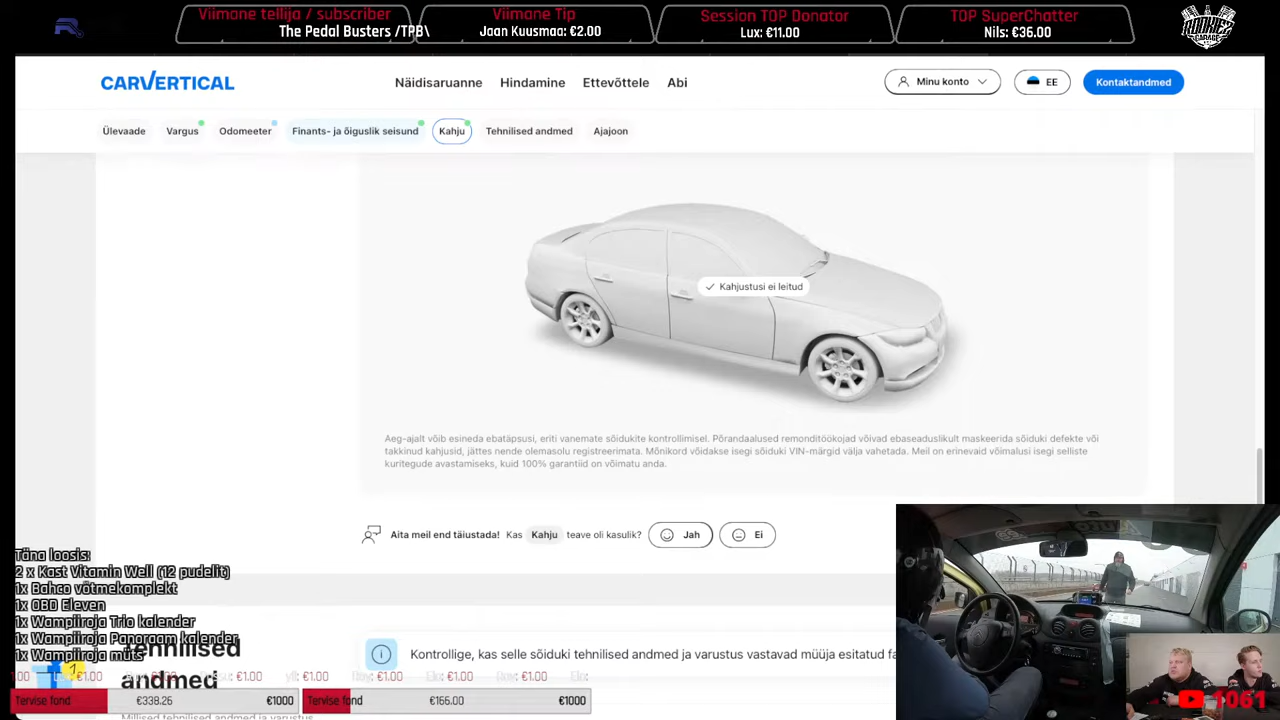 Viimane tellija / subscriber
The Pedal Busters /TPB\
Viimane Tip
Jaan Kuusmaa: €2.00
Session TOP Donator
Lux: €11.00
TOP SuperChatter
Nils: €36.00
CARVERTICAL
Näidisaruanne Hindamine Ettevõttele Abi
Minu konto
EE
Kontaktandmed
Ülevaade Vargus Odomeeter Finants- ja õiguslik seisund Kahju Tehnilised andmed Ajajoon
Kahjustusi ei leitud
Aeg-ajalt võib esineda ebatäpsusi, eriti vanemate sõidukite kontrollimisel. Põrandaalused remonditöökojad võivad ebaseaduslikult maskeerida sõiduki defekte või
takkinud kahjusid, jättes nende olemasolu registreerimata. Mõnikord võidakse isegi sõiduki VIN-märgid välja vahetada. Meil on erinevaid võimalusi isegi selliste
kuritegude avastamiseks, kuid 100% garantiid on võimatu anda.
Aita meil end täiustada! Kas Kahju teave oli kasulik? Jah Ei
Täna loosis:
2 x Kast Vitamin Well (12 pudelit)
1x Bahco võtmekomplekt
1x OBD Eleven
1x Wampiiroja Trio kalender
1x Wampiiroja Panoraam kalender
1x Wampiiroja müts
Tehnilised
andmed
Kontrollige, kas selle sõiduki tehnilised andmed ja varustus vastavad müüja esitatud
Tervise fond €338.26 €1000
Tervise fond €166.00 €1000
1061